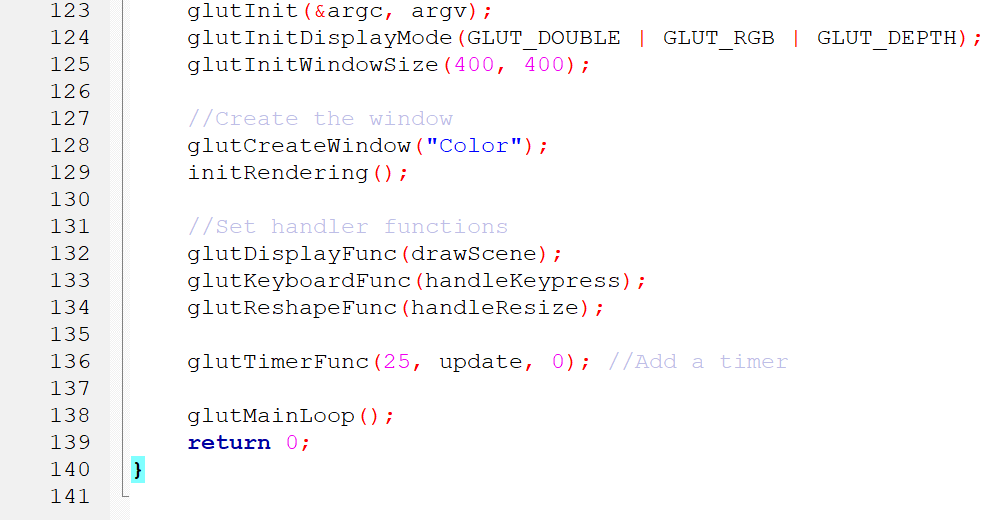 123 glutInit(&argc, argv);
124 glutInitDisplayMode(GLUT_DOUBLE | GLUT_RGB | GLUT_DEPTH);
125 glutInitWindowSize(400, 400);
126
127 //Create the window
128 glutCreateWindow("Color");
129 initRendering();
130
131 //Set handler functions
132 glutDisplayFunc(drawScene);
133 glutKeyboardFunc(handleKeypress);
134 glutReshapeFunc(handleResize);
135
136 glutTimerFunc(25, update, 0); //Add a timer
137
138 glutMainLoop();
139 return 0;
140 }
141